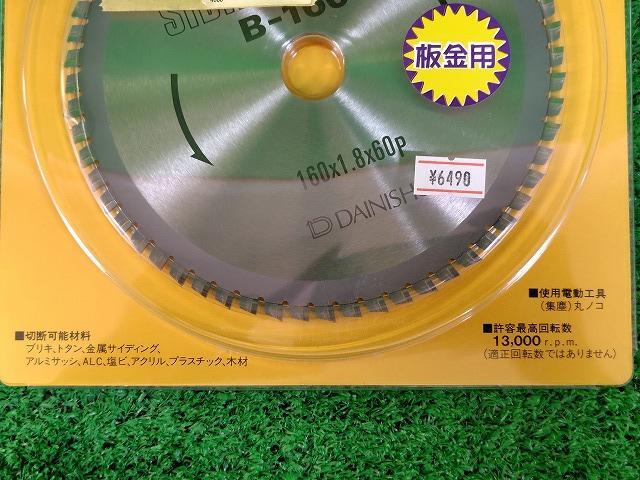 板金用
160x1.8x60p
¥6490
■使用電動工具
(集塵)丸ノコ
■切断可能材料
ブリキ、トタン、金属サイディング、
アルミサッシ、ALC、塩ビ、アクリル、プラスチック、木材
■許容最高回転数
13,000 r.p.m.
(適正回転数ではありません)